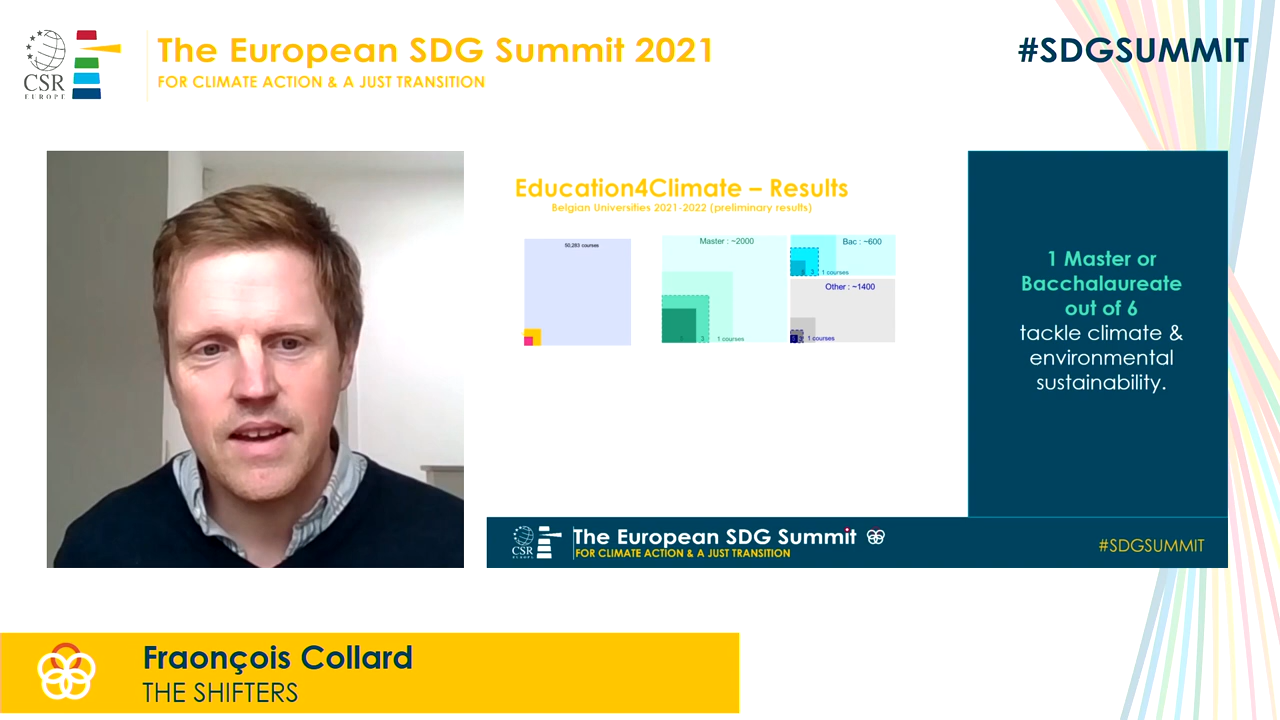 CSR
EUROPE
The European SDG Summit 2021
FOR CLIMATE ACTION & A JUST TRANSITION
#SDGSUMMIT
Education4Climate – Results
Belgian Universities 2021-2022 (preliminary results)
50,283 courses
Master : ~2000
3 1 courses
Bac : ~600
1 courses
Other : ~1400
1 courses
1 Master or
Bacchalaureate
out of 6
tackle climate &
environmental
sustainability.
CSR
EUROPE
The European SDG Summit
FOR CLIMATE ACTION & A JUST TRANSITION
#SDGSUMMIT
Fraonçois Collard
THE SHIFTERS